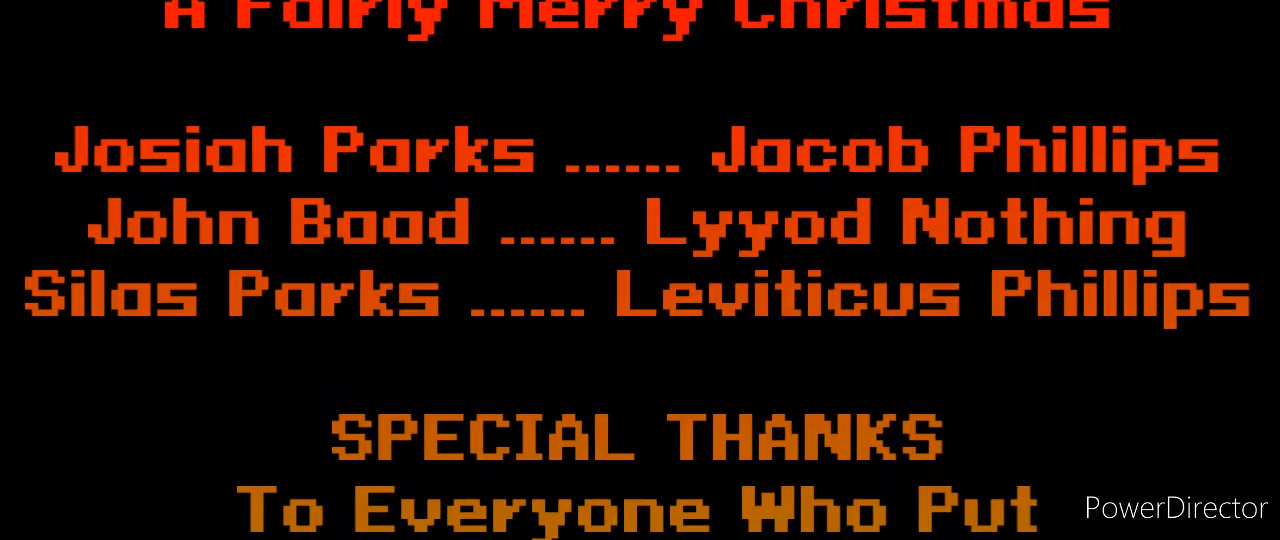 A Fairly Merry Christmas
Josiah Parks ...... Jacob Phillips
John Baad ...... Lyyod Nothing
Silas Parks ...... Leviticus Phillips
SPECIAL THANKS
To Everyone Who Put
PowerDirector